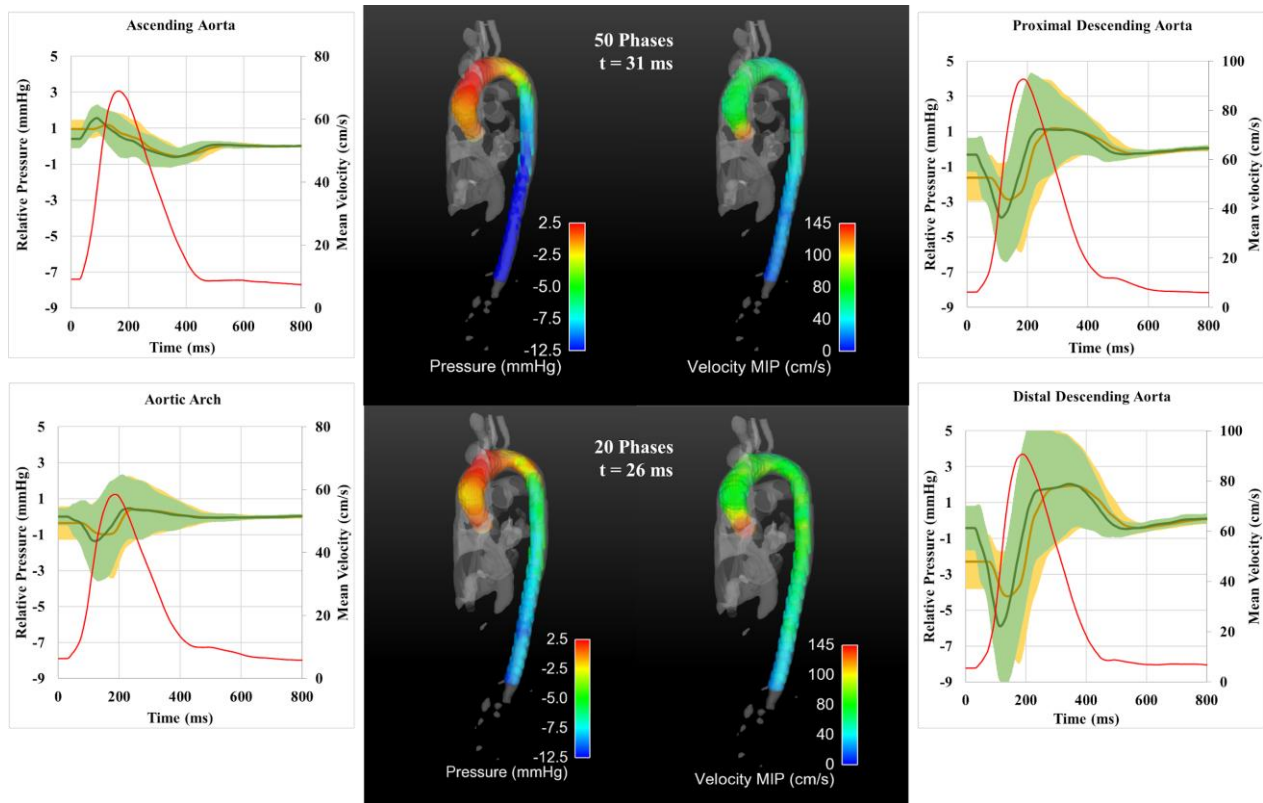 Ascending Aorta
Relative Pressure (mmHg)
5
3
1
-1
-3
-5
-7
-9
Mean Velocity (cm/s)
80
60
40
20
0
0 200 400 600 800
Time (ms)
50 Phases
t = 31 ms
2.5
-2.5
-5.0
-7.5
-12.5
Pressure (mmHg)
145
100
80
40
0
Velocity MIP (cm/s)
Proximal Descending Aorta
Relative Pressure (mmHg)
5
3
1
-1
-3
-5
-7
-9
Mean velocity (cm/s)
100
80
60
40
20
0
0 200 400 600 800
Time (ms)
Aortic Arch
Relative Pressure (mmHg)
5
3
1
-1
-3
-5
-7
-9
Mean Velocity (cm/s)
80
60
40
20
0
0 200 400 600 800
Time (ms)
20 Phases
t = 26 ms
2.5
-2.5
-5.0
-7.5
-12.5
Pressure (mmHg)
145
100
80
40
0
Velocity MIP (cm/s)
Distal Descending Aorta
Relative Pressure (mmHg)
5
3
1
-1
-3
-5
-7
-9
Mean Velocity (cm/s)
100
80
60
40
20
0
0 200 400 600 800
Time (ms)